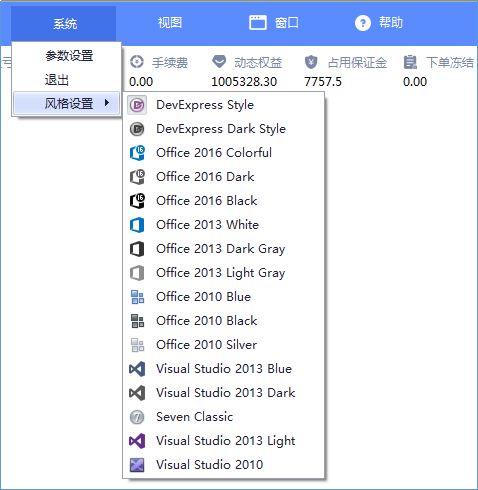 系统 视图 窗口 帮助
参数设置
亏 手续费 动态权益 占用保证金 下单冻结
退出
0.00 1005328.30 7757.5 0.00
风格设置
DevExpress Style
DevExpress Dark Style
Office 2016 Colorful
Office 2016 Dark
Office 2016 Black
Office 2013 White
Office 2013 Dark Gray
Office 2013 Light Gray
Office 2010 Blue
Office 2010 Black
Office 2010 Silver
Visual Studio 2013 Blue
Visual Studio 2013 Dark
Seven Classic
Visual Studio 2013 Light
Visual Studio 2010